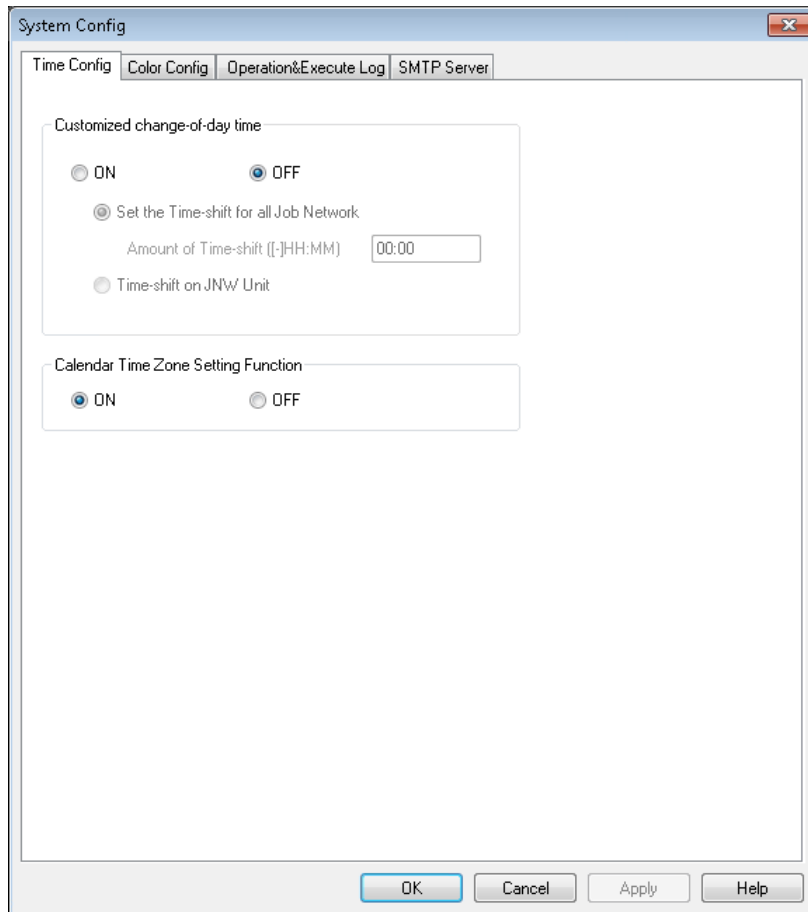 System Config
Time Config Color Config Operation&Execute Log SMTP Server
Customized change-of-day time
ON OFF
Set the Time-shift for all Job Network
Amount of Time-shift ([-]HH:MM) 00:00
Time-shift on JNW Unit
Calendar Time Zone Setting Function
ON OFF
OK Cancel Apply Help